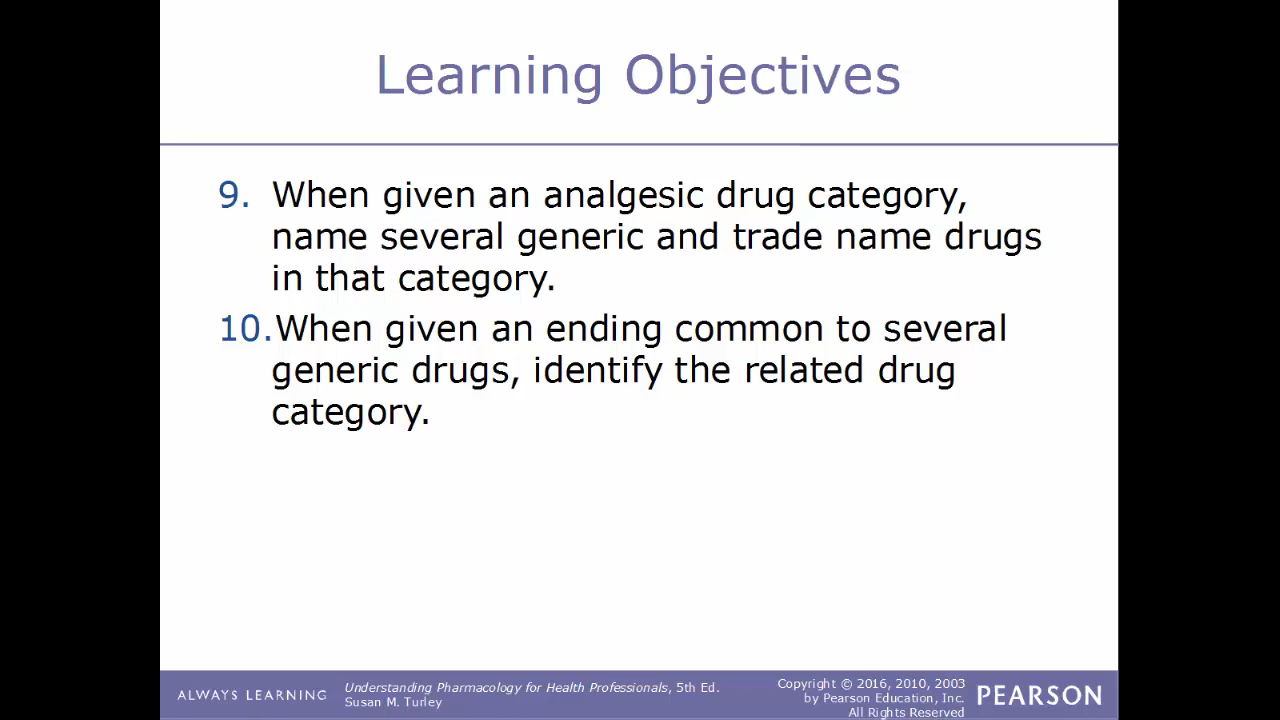 Learning Objectives
9. When given an analgesic drug category,
name several generic and trade name drugs
in that category.
10.When given an ending common to several
generic drugs, identify the related drug
category.
ALWAYS LEARNING
Understanding Pharmacology for Health Professionals, 5th Ed.
Susan M. Turley
Copyright © 2016, 2010, 2003
by Pearson Education, Inc.
All Rights Reserved
PEARSON